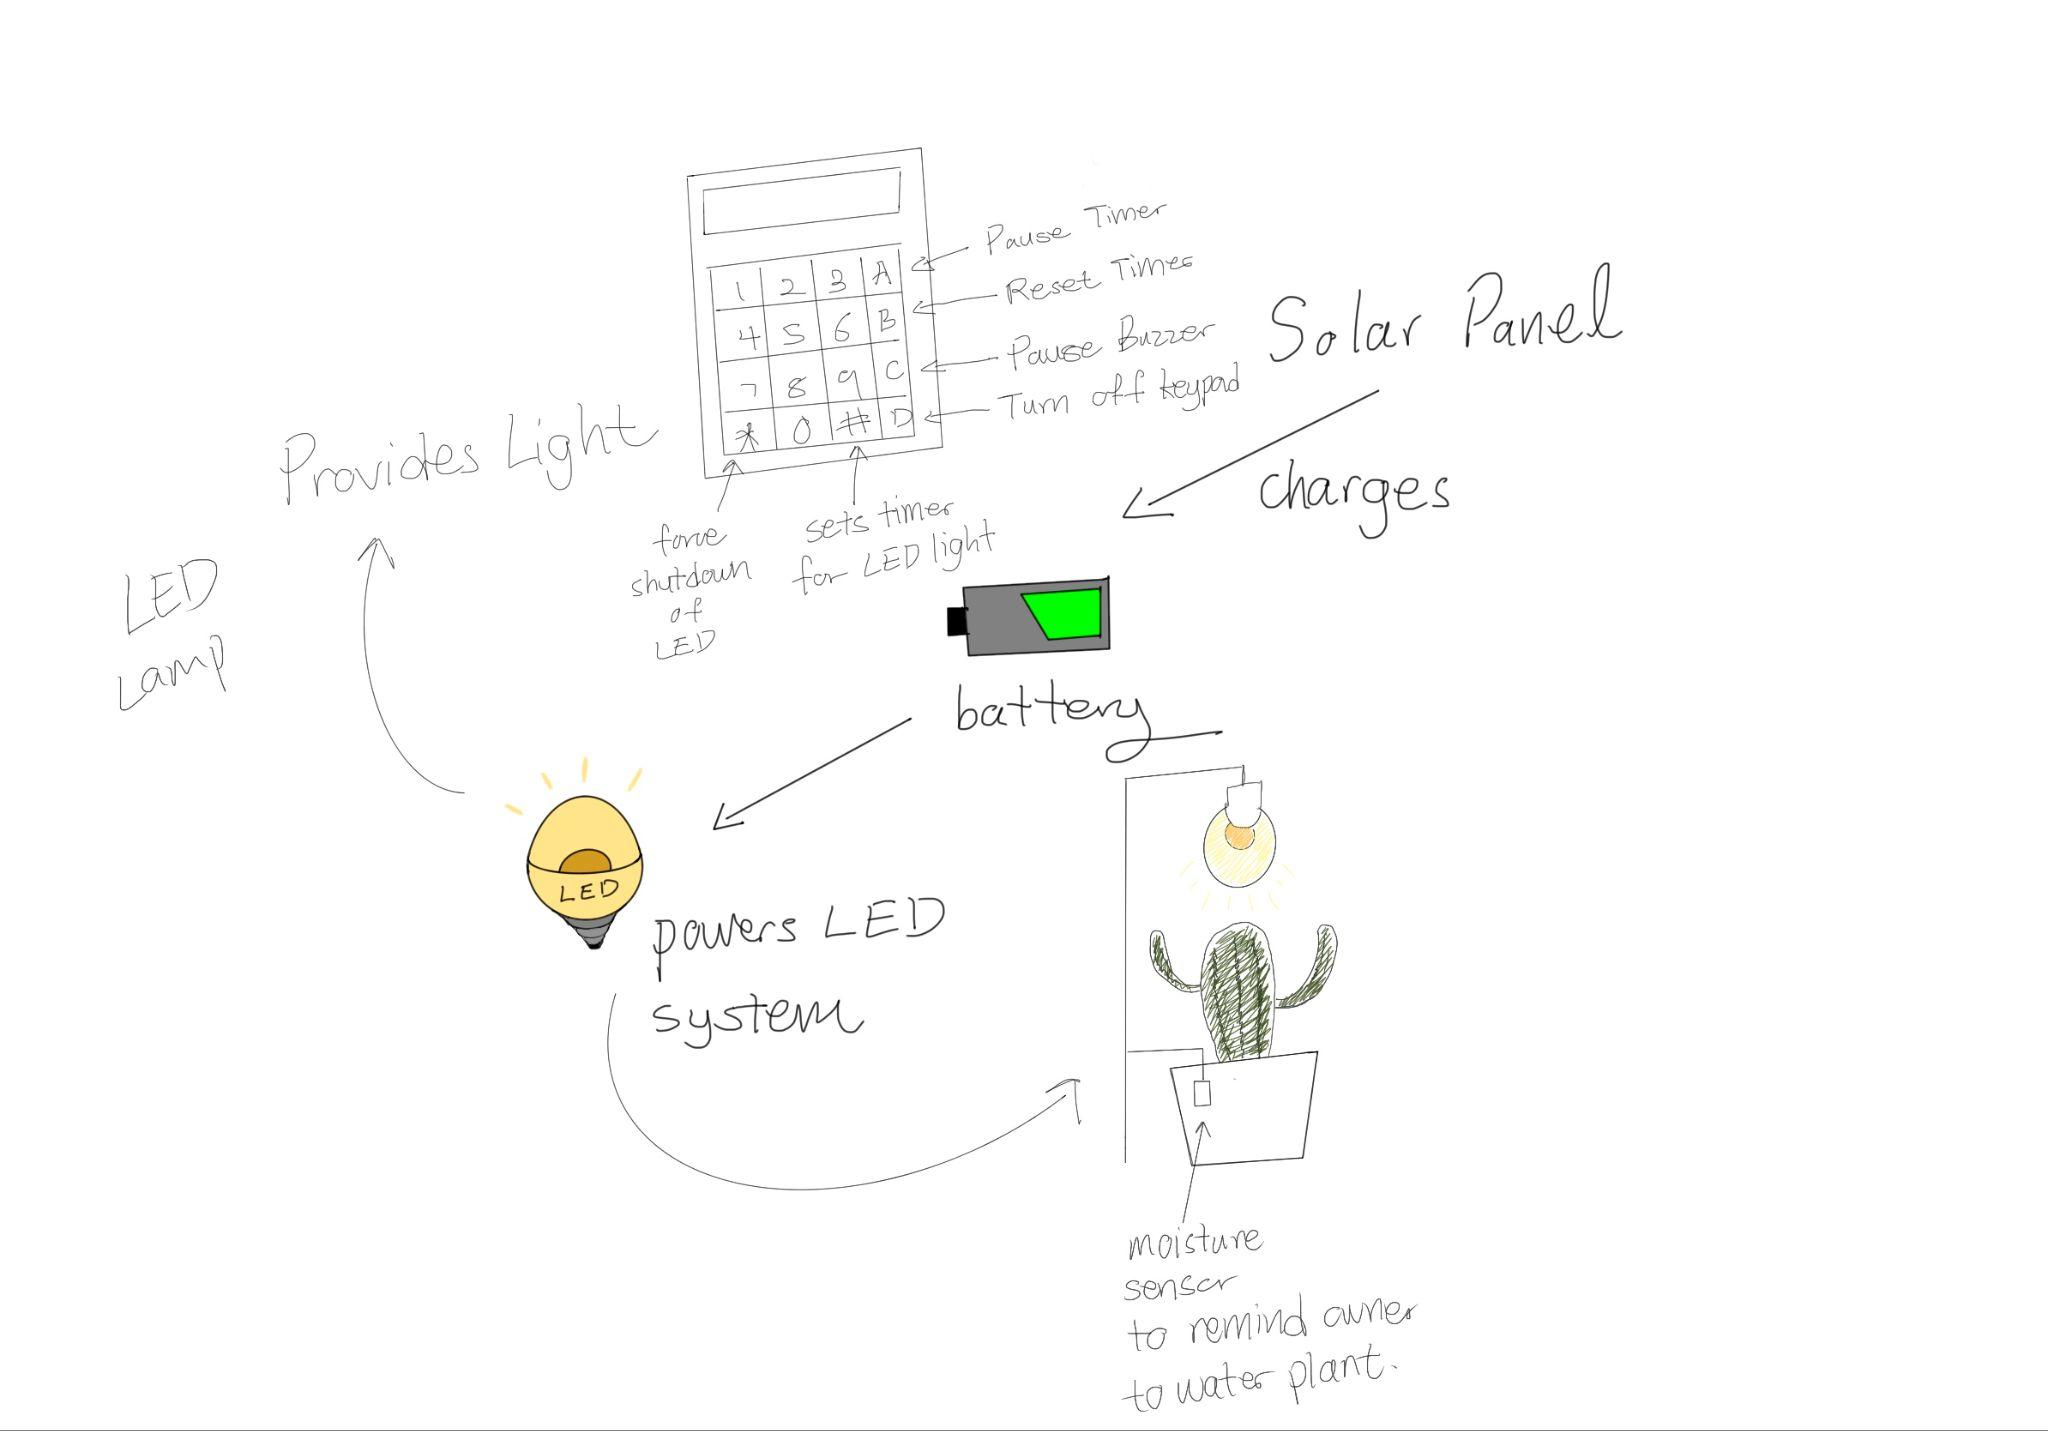 Pause Timer
Reset Timer
Pause Buzzer
Turn off keypad
1 2 3 A
4 5 6 B
7 8 9 C
* 0 # D
force
shutdown
of
LED
sets timer
for LED light
Solar Panel
charges
battery
Provides Light
LED
Lamp
LED
powers LED
system
moisture
sensor
to remind owner
to water plant.